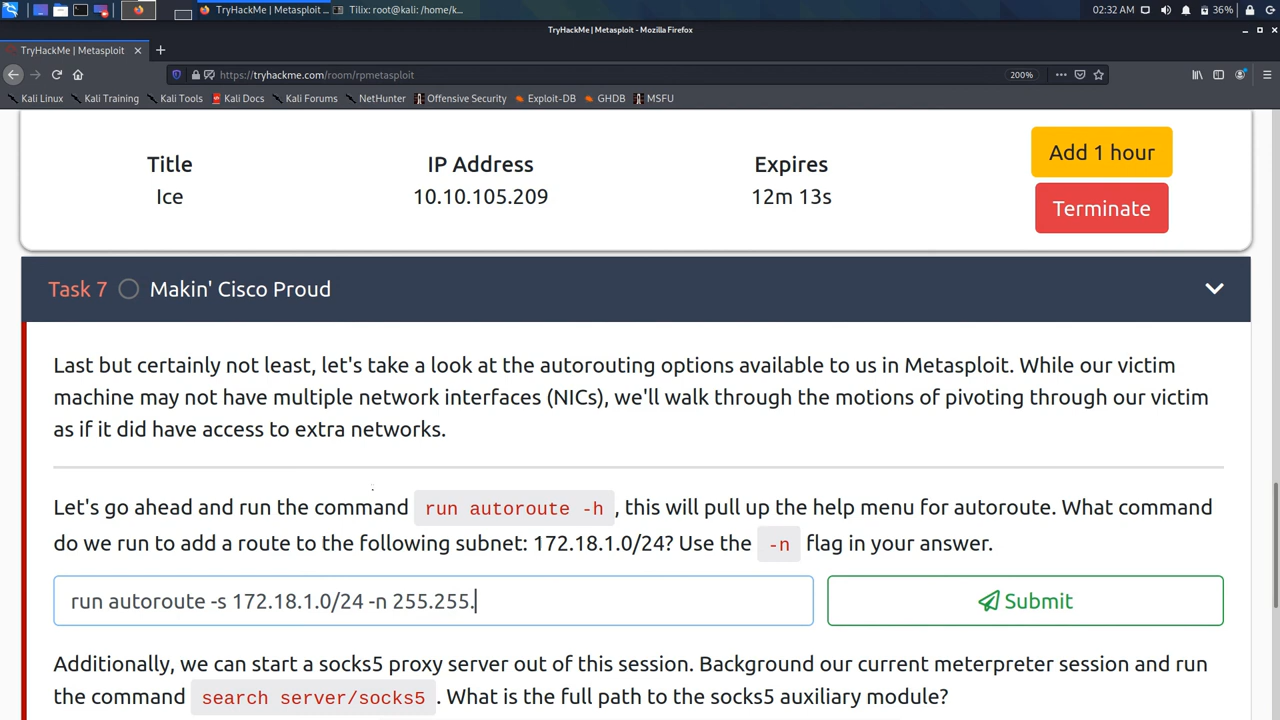 TryHackMe | Metasploit ...
Tilix: root@kali: /home/k...
02:32 AM
36%
TryHackMe | Metasploit - Mozilla Firefox
TryHackMe | Metasploit
https://tryhackme.com/room/rpmetasploit
200%
Kali Linux
Kali Training
Kali Tools
Kali Docs
Kali Forums
NetHunter
Offensive Security
Exploit-DB
GHDB
MSFU
Title
IP Address
Expires
Add 1 hour
Ice
10.10.105.209
12m 13s
Terminate
Task 7
Makin' Cisco Proud
Last but certainly not least, let's take a look at the autorouting options available to us in Metasploit. While our victim
machine may not have multiple network interfaces (NICs), we'll walk through the motions of pivoting through our victim
as if it did have access to extra networks.
Let's go ahead and run the command run autoroute -h, this will pull up the help menu for autoroute. What command
do we run to add a route to the following subnet: 172.18.1.0/24? Use the -n flag in your answer.
run autoroute -s 172.18.1.0/24 -n 255.255.
Submit
Additionally, we can start a socks5 proxy server out of this session. Background our current meterpreter session and run
the command search server/socks5. What is the full path to the socks5 auxiliary module?